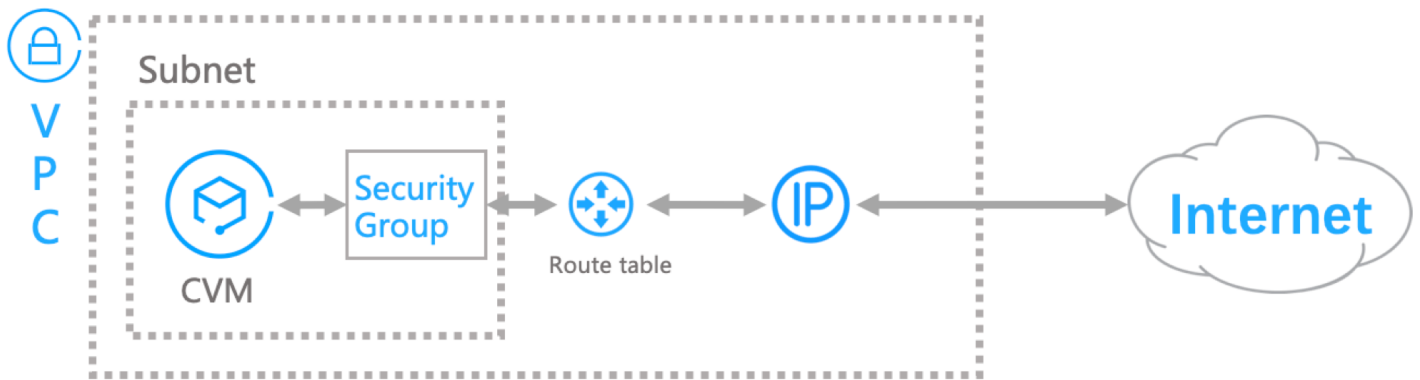 V
P
C
Subnet
Security
Group
CVM
Route table
IP
Internet